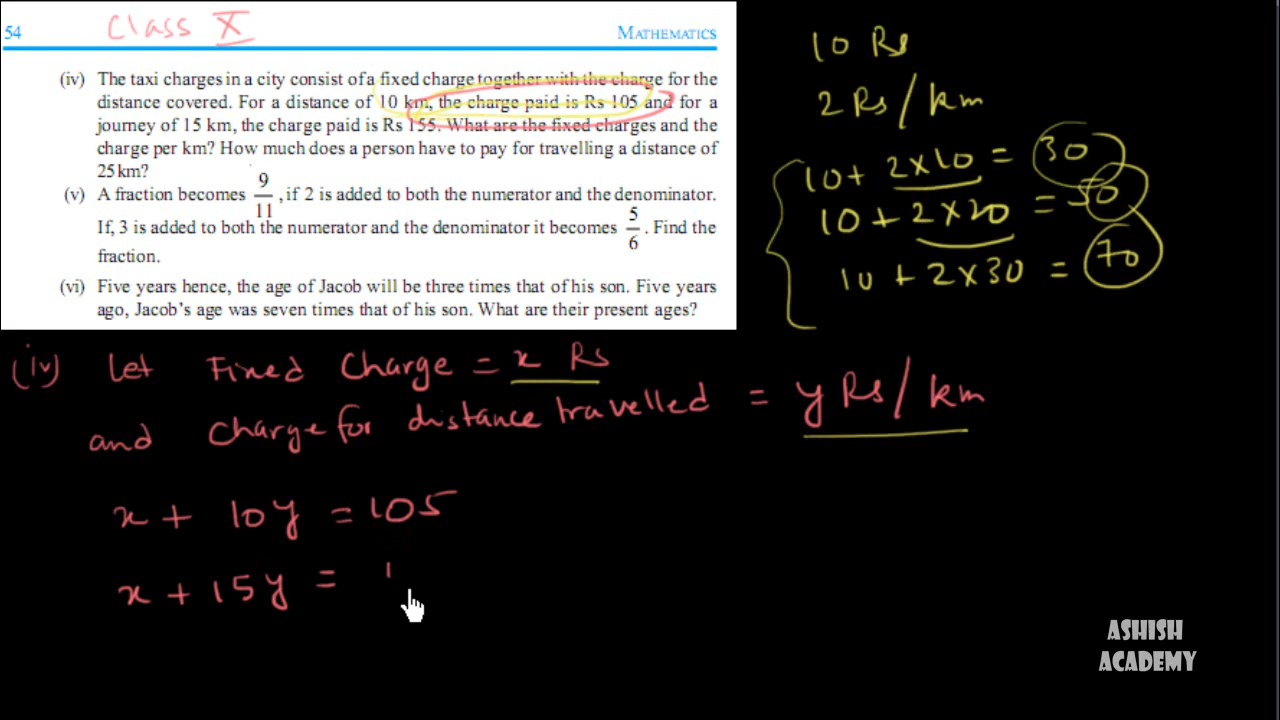 54 Class X MATHEMATICS
(iv) The taxi charges in a city consist of a fixed charge together with the charge for the
distance covered. For a distance of 10 km, the charge paid is Rs 105 and for a
journey of 15 km, the charge paid is Rs 155. What are the fixed charges and the
charge per km? How much does a person have to pay for travelling a distance of
25 km?
(v) A fraction becomes 9/11, if 2 is added to both the numerator and the denominator.
If, 3 is added to both the numerator and the denominator it becomes 5/6. Find the
fraction.
(vi) Five years hence, the age of Jacob will be three times that of his son. Five years
ago, Jacob's age was seven times that of his son. What are their present ages?
10 Rs
2 Rs/km
10 + 2×10 = 30
10 + 2×20 = 50
10 + 2×30 = 70
(iv) Let Fixed Charge = x Rs
and Charge for distance travelled = y Rs/km
x + 10y = 105
x + 15y = 1
ASHISH
ACADEMY